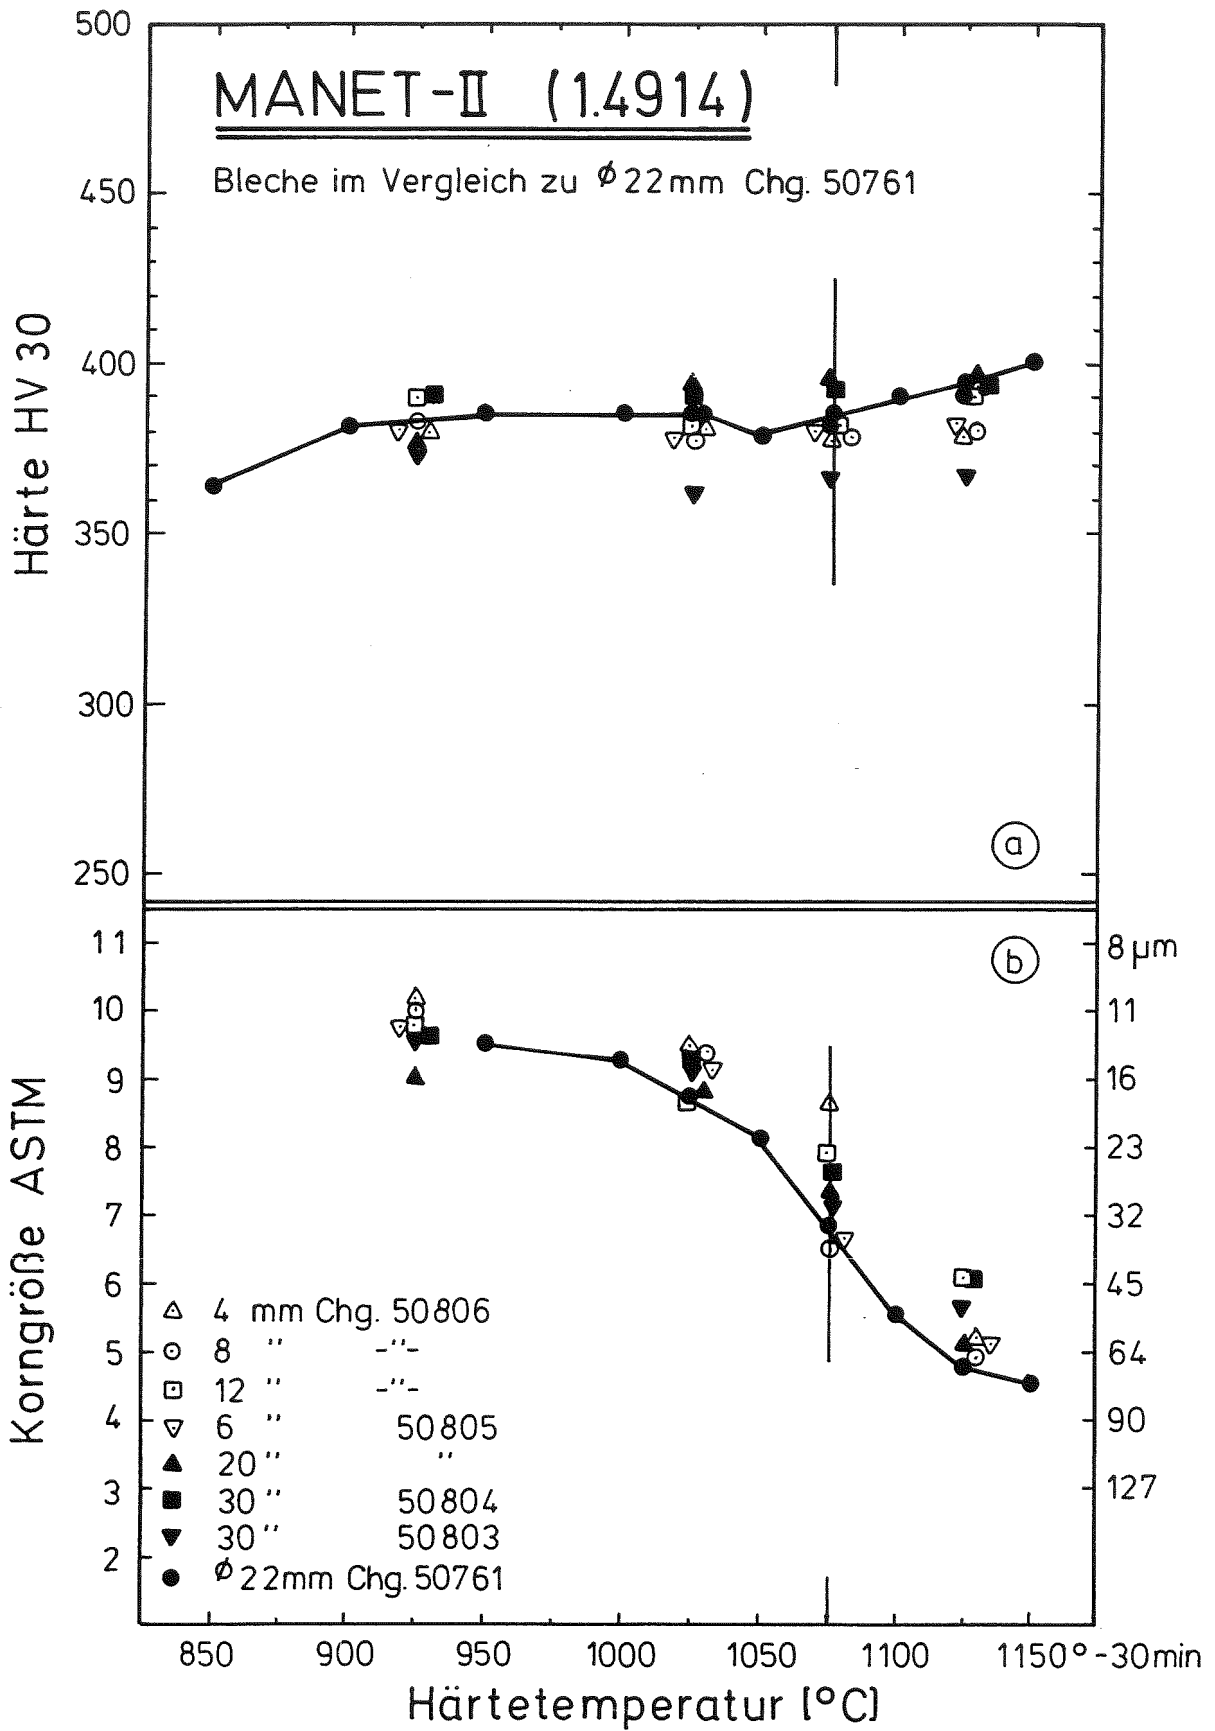 MANET-II (1.4914)
Bleche im Vergleich zu ⌀22mm Chg. 50761
Härte HV 30
500
450
400
350
300
250
a
b
Korngröße ASTM
11
10
9
8
7
6
5
4
3
2
8 µm
11
16
23
32
45
64
90
127
4 mm Chg. 50806
8 " -"-
12 " -"-
6 " 50805
20 " "
30 " 50804
30 " 50803
⌀22mm Chg. 50761
850 900 950 1000 1050 1100 1150°-30min
Härtetemperatur [°C]